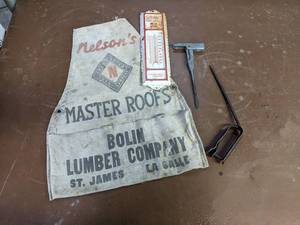 Nelson's
N
MASTER ROOFS
BOLIN
LUMBER COMPANY
ST. JAMES LA SALLE